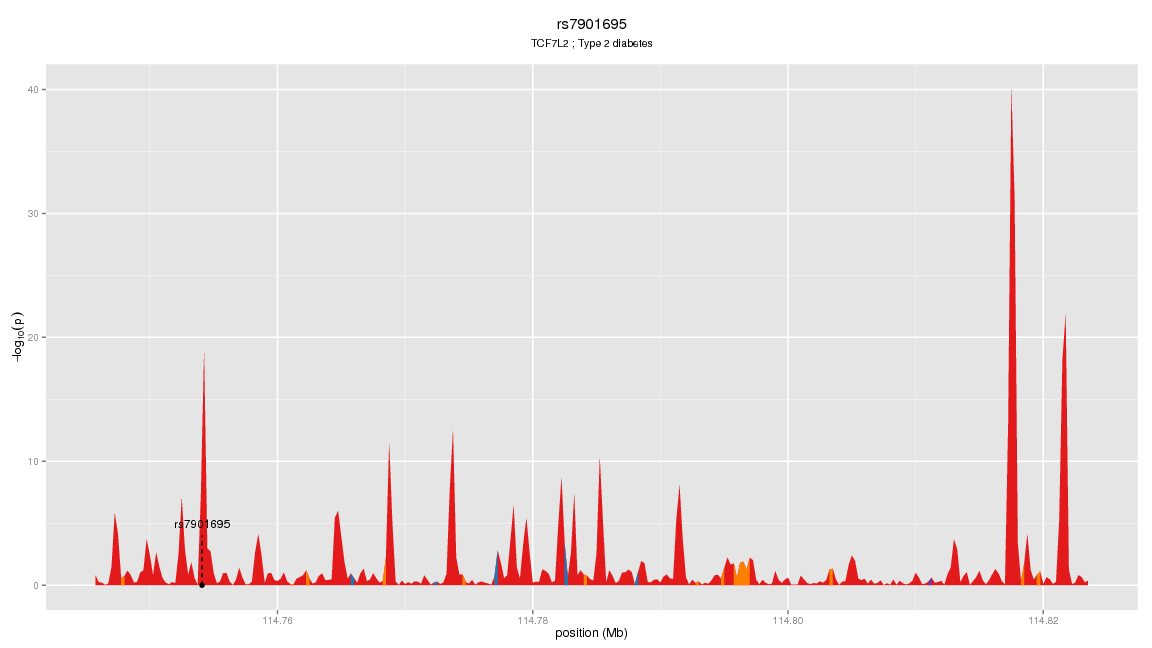 rs7901695
TCF7L2 ; Type 2 diabetes
40
30
20
10
0
−log10(p)
rs7901695
114.76
114.78
114.80
114.82
position (Mb)